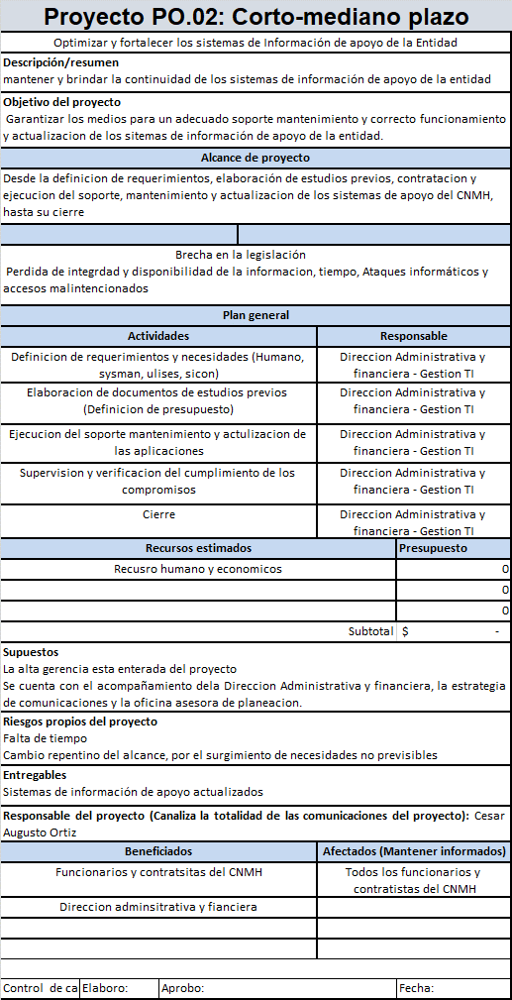 Proyecto PO.02: Corto-mediano plazo
Optimizar y fortalecer los sistemas de Información de apoyo de la Entidad
Descripción/resumen
mantener y brindar la continuidad de los sistemas de información de apoyo de la entidad
Objetivo del proyecto
Garantizar los medios para un adecuado soporte mantenimiento y correcto funcionamiento
y actualizacion de los sitemas de información de apoyo de la entidad.
Alcance de proyecto
Desde la definicion de requerimientos, elaboración de estudios previos, contratacion y
ejecucion del soporte, mantenimiento y actualizacion de los sistemas de apoyo del CNMH,
hasta su cierre
Brecha en la legislación
Perdida de integrdad y disponibilidad de la informacion, tiempo, Ataques informáticos y
accesos malintencionados
Plan general
Actividades Responsable
Definicion de requerimientos y necesidades (Humano, Direccion Administrativa y
sysman, ulises, sicon) financiera - Gestion TI
Elaboracion de documentos de estudios previos Direccion Administrativa y
(Definicion de presupuesto) financiera - Gestion TI
Ejecucion del soporte mantenimiento y actulizacion de Direccion Administrativa y
las aplicaciones financiera - Gestion TI
Supervision y verificacion del cumplimiento de los Direccion Administrativa y
compromisos financiera - Gestion TI
Cierre Direccion Administrativa y
financiera - Gestion TI
Recursos estimados Presupuesto
Recusro humano y economicos 0
0
0
Subtotal $ -
Supuestos
La alta gerencia esta enterada del proyecto
Se cuenta con el acompañamiento dela Direccion Administrativa y financiera, la estrategia
de comunicaciones y la oficina asesora de planeacion.
Riesgos propios del proyecto
Falta de tiempo
Cambio repentino del alcance, por el surgimiento de necesidades no previsibles
Entregables
Sistemas de información de apoyo actualizados
Responsable del proyecto (Canaliza la totalidad de las comunicaciones del proyecto): Cesar
Augusto Ortiz
Beneficiados Afectados (Mantener informados)
Funcionarios y contratsitas del CNMH Todos los funcionarios y
contratistas del CNMH
Direccion adminsitrativa y fianciera
Control de ca Elaboro: Aprobo: Fecha: